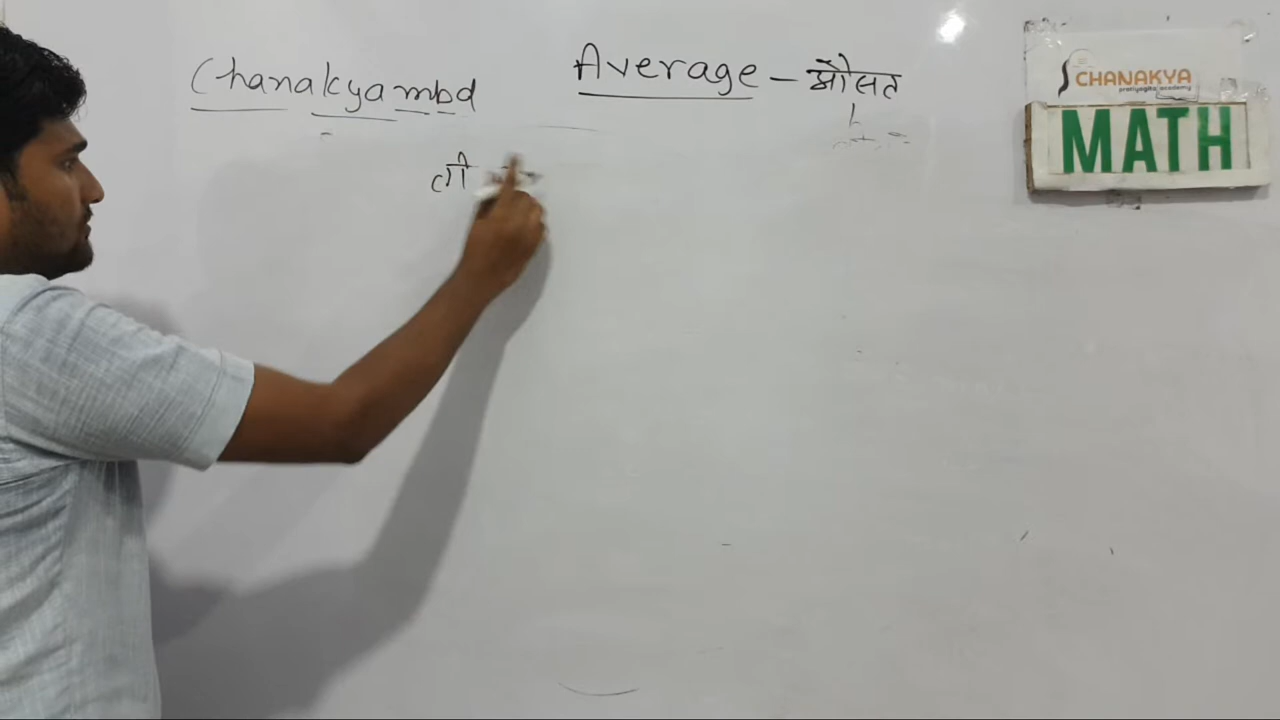 Chanakyambd
Average - औसत
CHANAKYA
pratiyogita academy
MATH